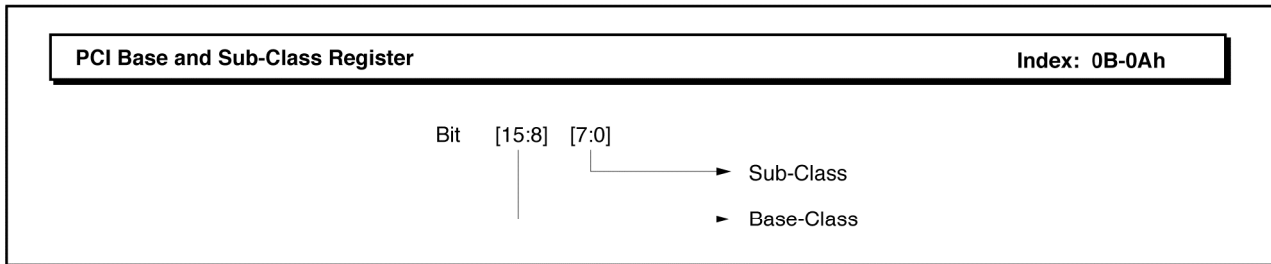 PCI Base and Sub-Class Register Index: 0B-0Ah
Bit [15:8] [7:0]
Sub-Class
Base-Class